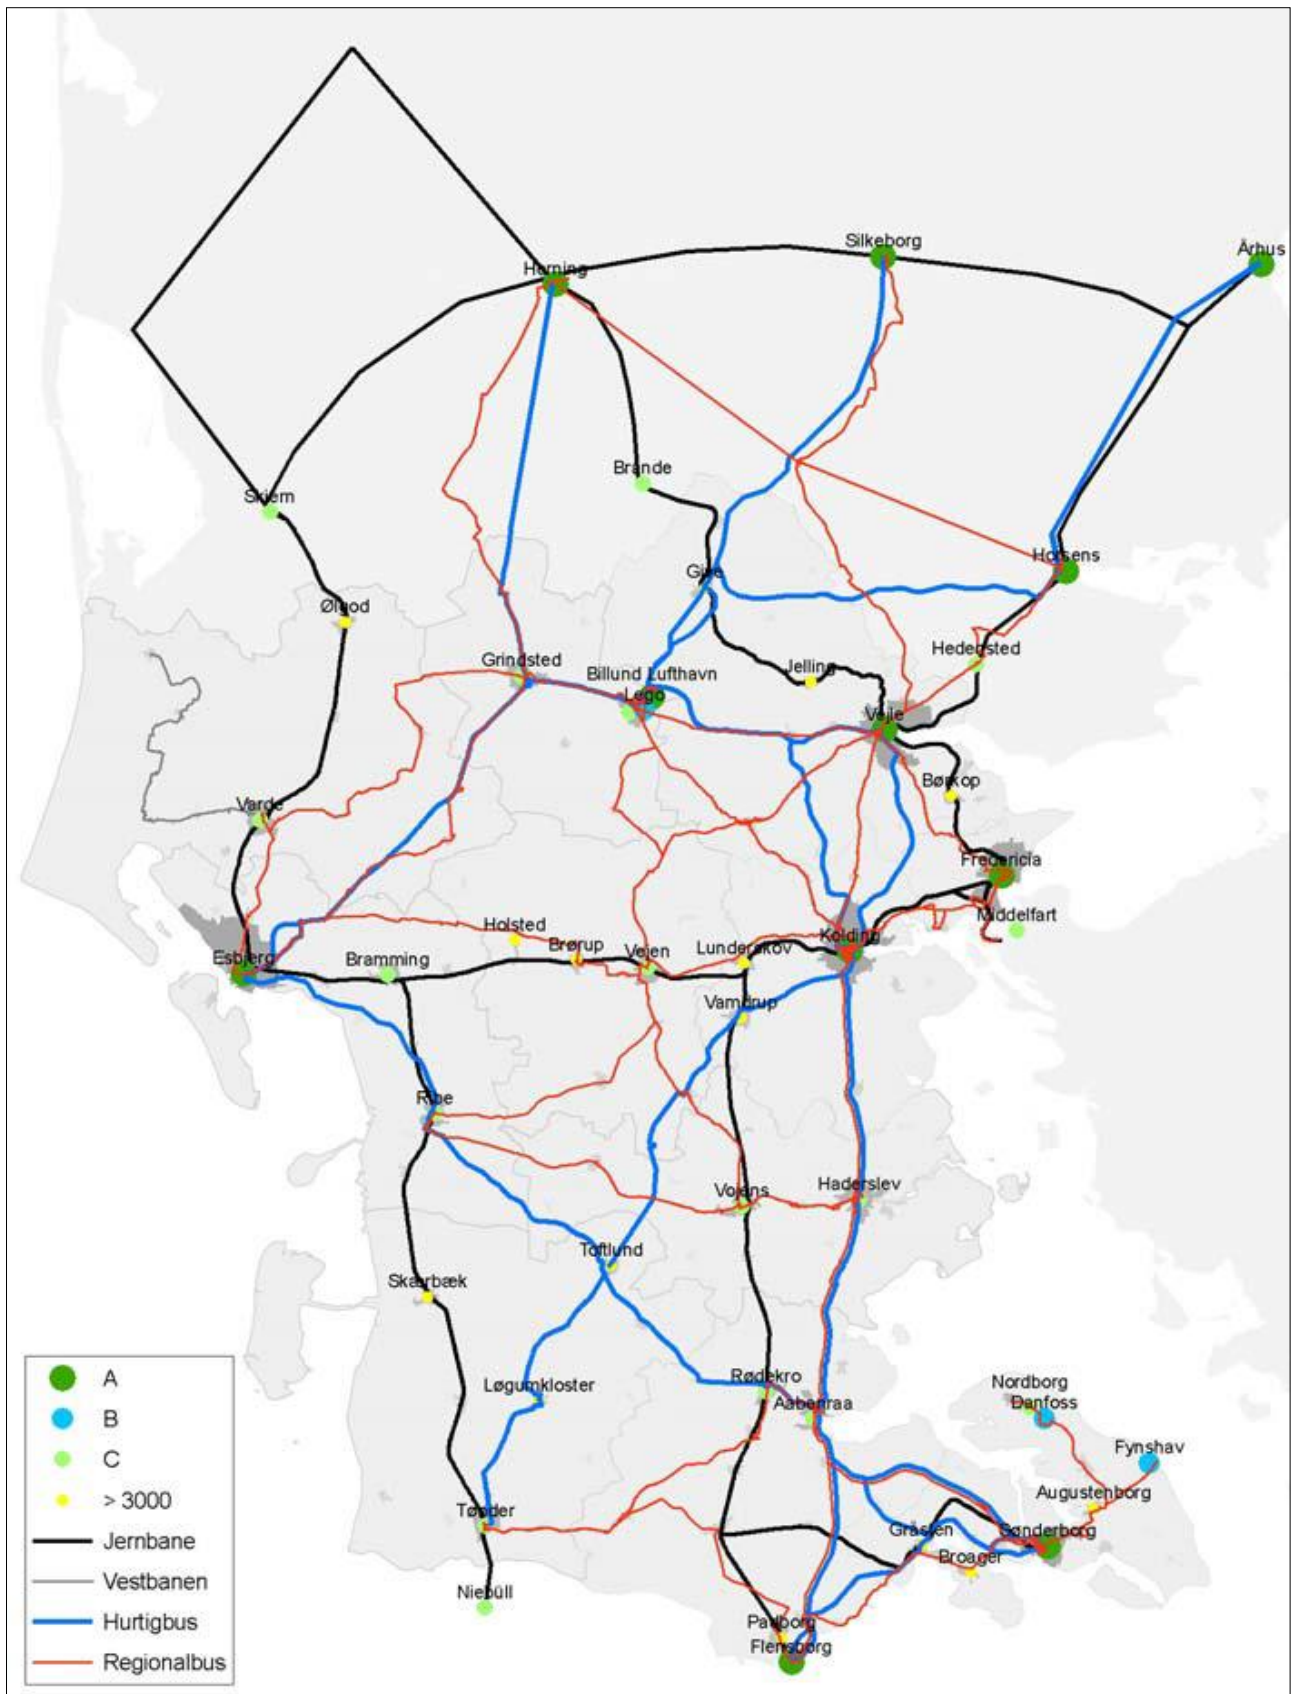 Silkeborg
Århus
Herning
Brande
Skjern
Horsens
Give
Ølgod
Hedensted
Grindsted
Billund Lufthavn
Jelling
Lego
Vejle
Børkop
Varde
Fredericia
Middelfart
Holsted
Kolding
Brørup
Vejen
Lunderskov
Esbjerg
Bramming
Vamdrup
Ribe
Vojens
Haderslev
Toftlund
Skærbæk
Rødekro
Løgumkloster
Nordborg
Aabenraa
Danfoss
Fynshav
Augustenborg
Tønder
Gråsten
Sønderborg
Broager
Niebüll
Padborg
Flensborg
A
B
C
> 3000
Jernbane
Vestbanen
Hurtigbus
Regionalbus